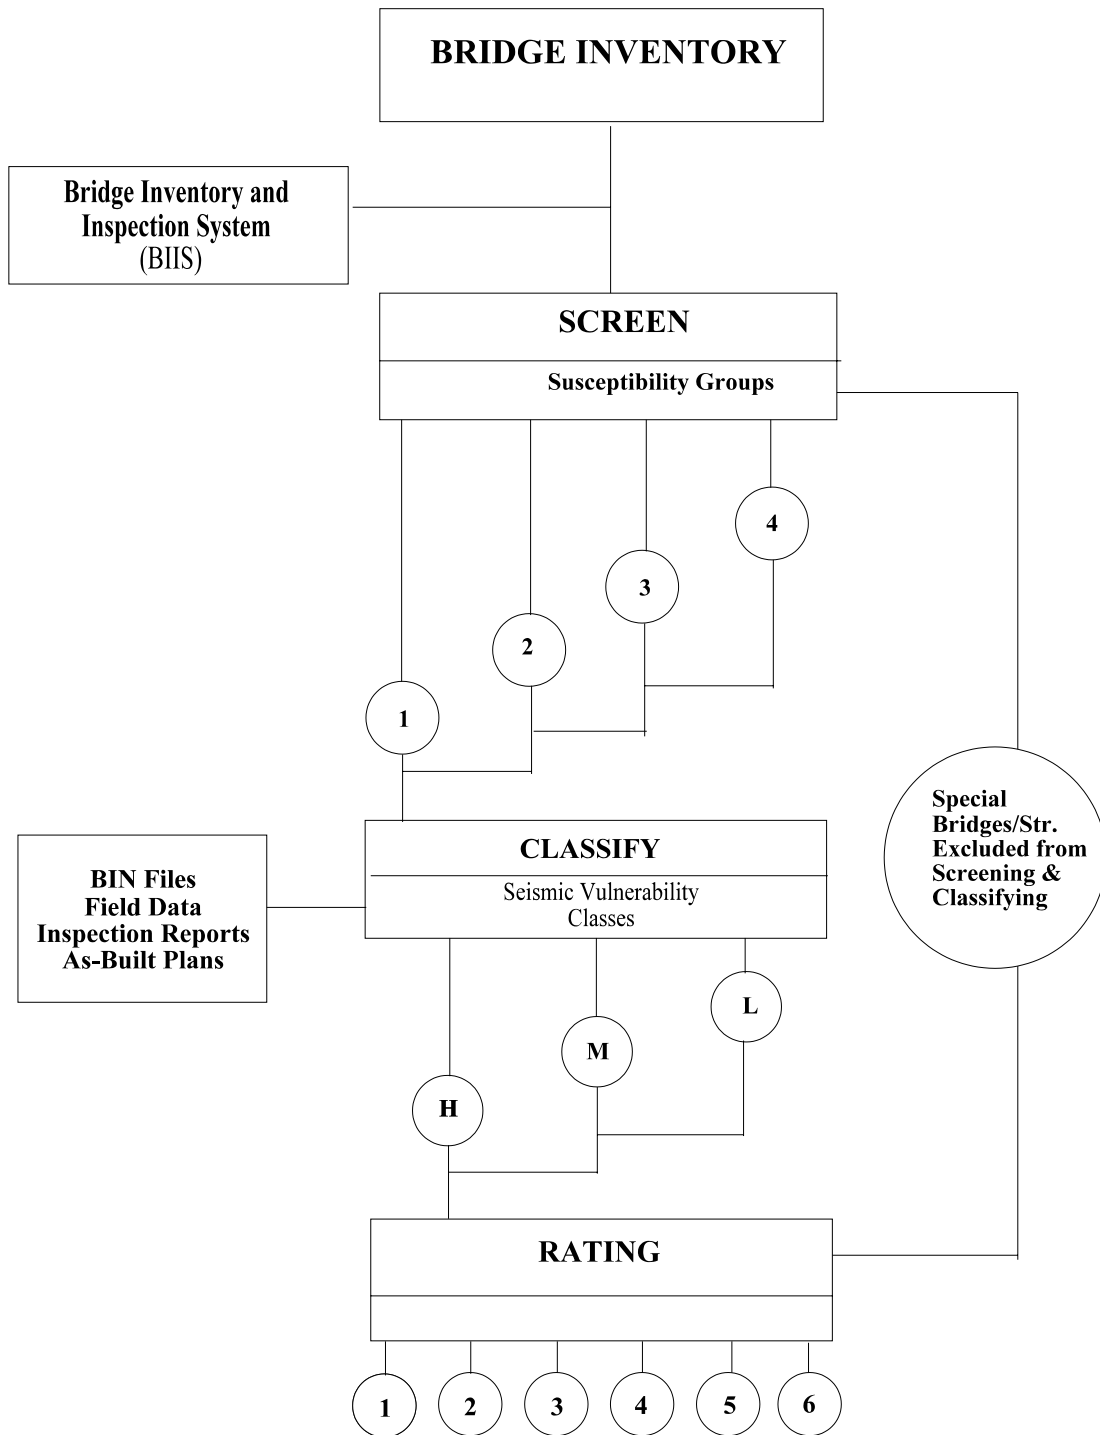 BRIDGE INVENTORY
Bridge Inventory and
Inspection System
(BIIS)
SCREEN
Susceptibility Groups
4
3
2
1
Special
Bridges/Str.
Excluded from
Screening &
Classifying
CLASSIFY
Seismic Vulnerability
Classes
BIN Files
Field Data
Inspection Reports
As-Built Plans
L
M
H
RATING
1 2 3 4 5 6